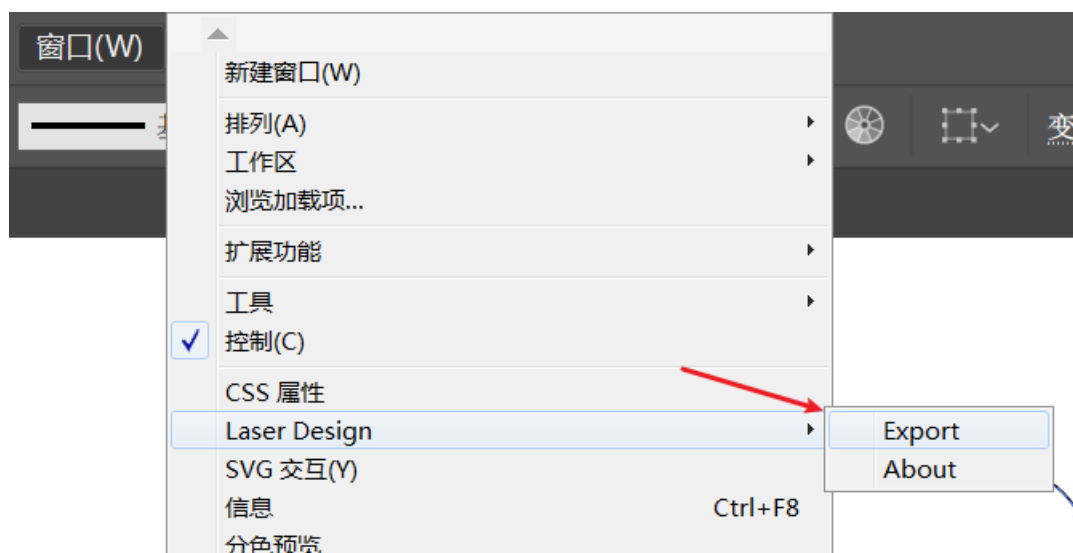 窗口(W)
新建窗口(W)
排列(A)
工作区
浏览加载项...
扩展功能
工具
控制(C)
CSS 属性
Laser Design
Export
About
SVG 交互(Y)
信息 Ctrl+F8
分色预览
变